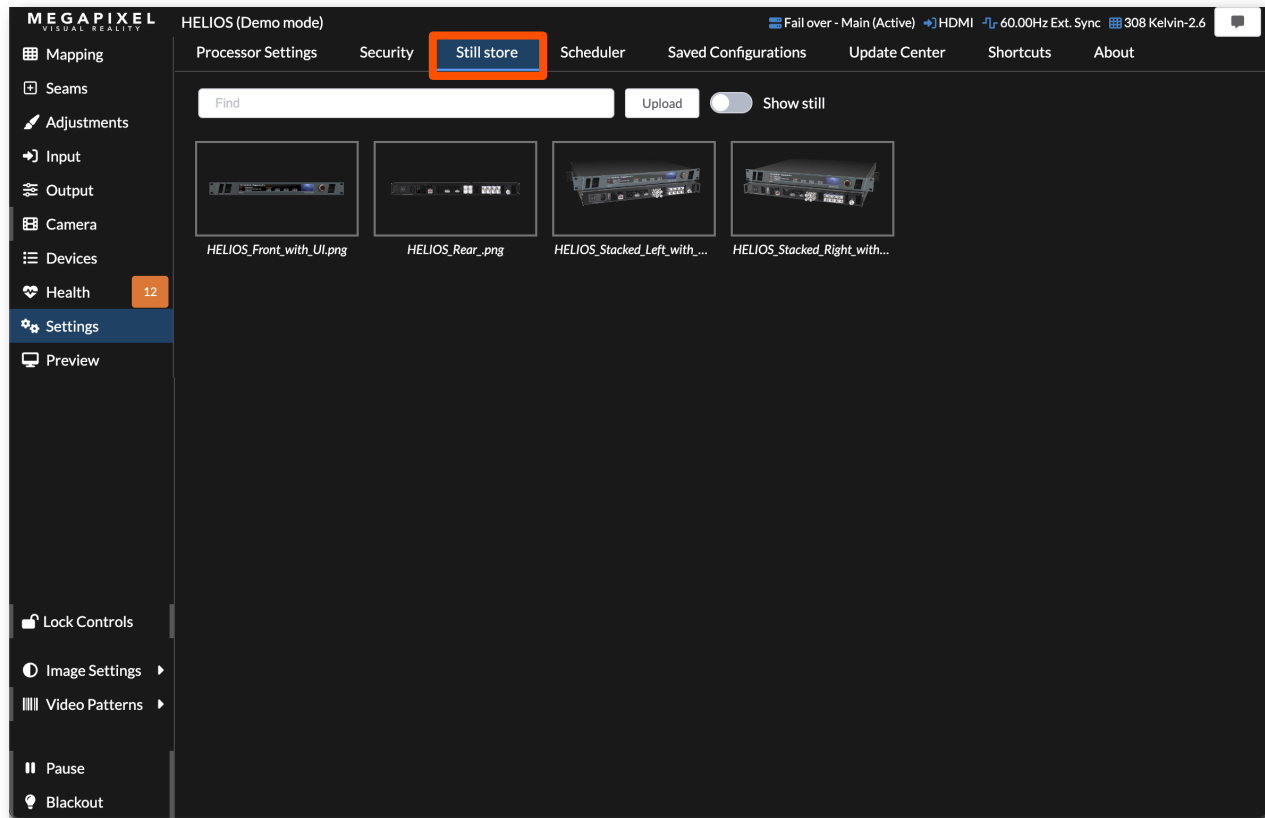 MEGAPIXEL
VISUAL REALITY
HELIOS (Demo mode)
Fail over - Main (Active) HDMI 60.00Hz Ext. Sync 308 Kelvin-2.6
Processor Settings Security Still store Scheduler Saved Configurations Update Center Shortcuts About
Mapping
Seams
Adjustments
Input
Output
Camera
Devices
Health 12
Settings
Preview
Lock Controls
Image Settings
Video Patterns
Pause
Blackout
Find Upload Show still
HELIOS_Front_with_UI.png HELIOS_Rear_.png HELIOS_Stacked_Left_with_... HELIOS_Stacked_Right_with...